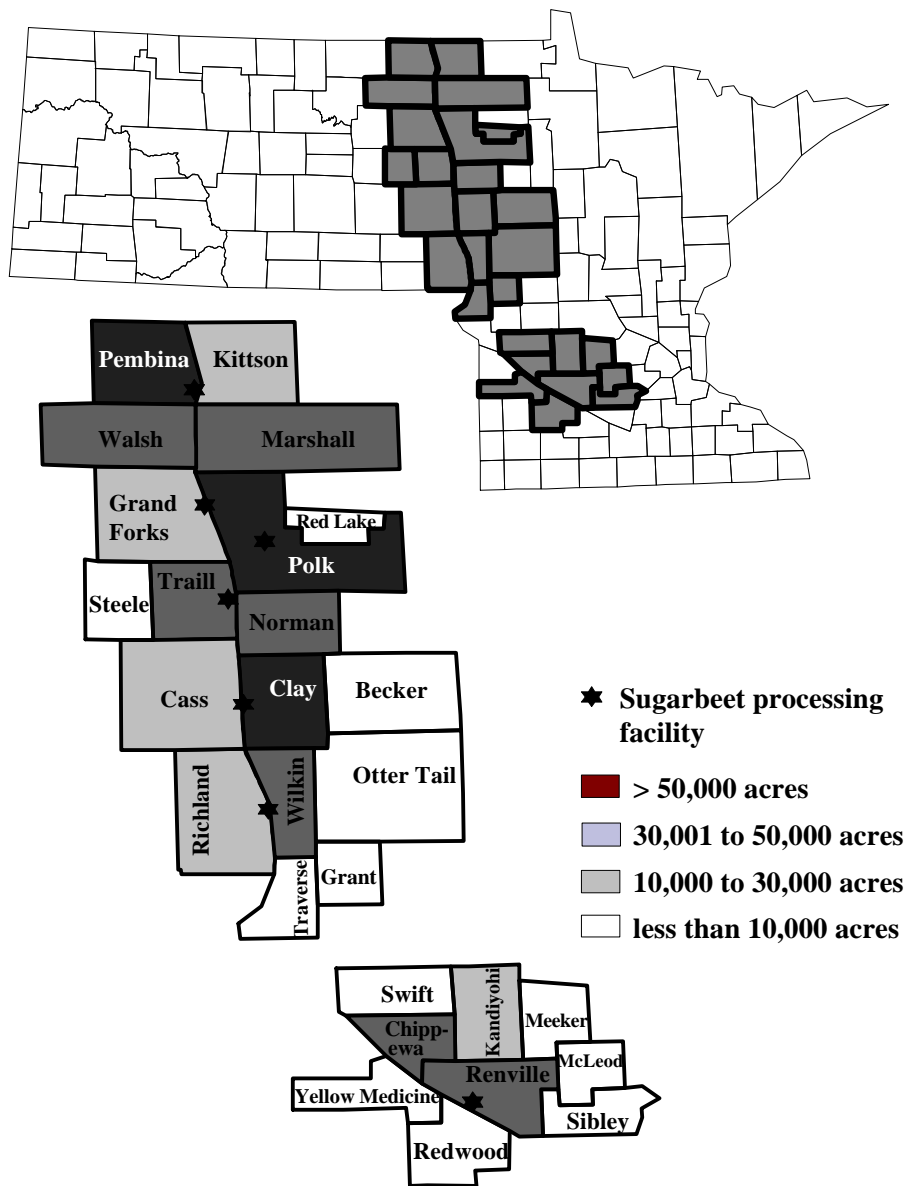 Pembina
Kittson
Walsh
Marshall
Grand
Forks
Red Lake
Polk
Traill
Steele
Norman
Cass
Clay
Becker
Otter Tail
Richland
Wilkin
Traverse
Grant
Sugarbeet processing
facility
> 50,000 acres
30,001 to 50,000 acres
10,000 to 30,000 acres
less than 10,000 acres
Swift
Kandiyohi
Meeker
Chipp-
ewa
McLeod
Renville
Yellow Medicine
Sibley
Redwood